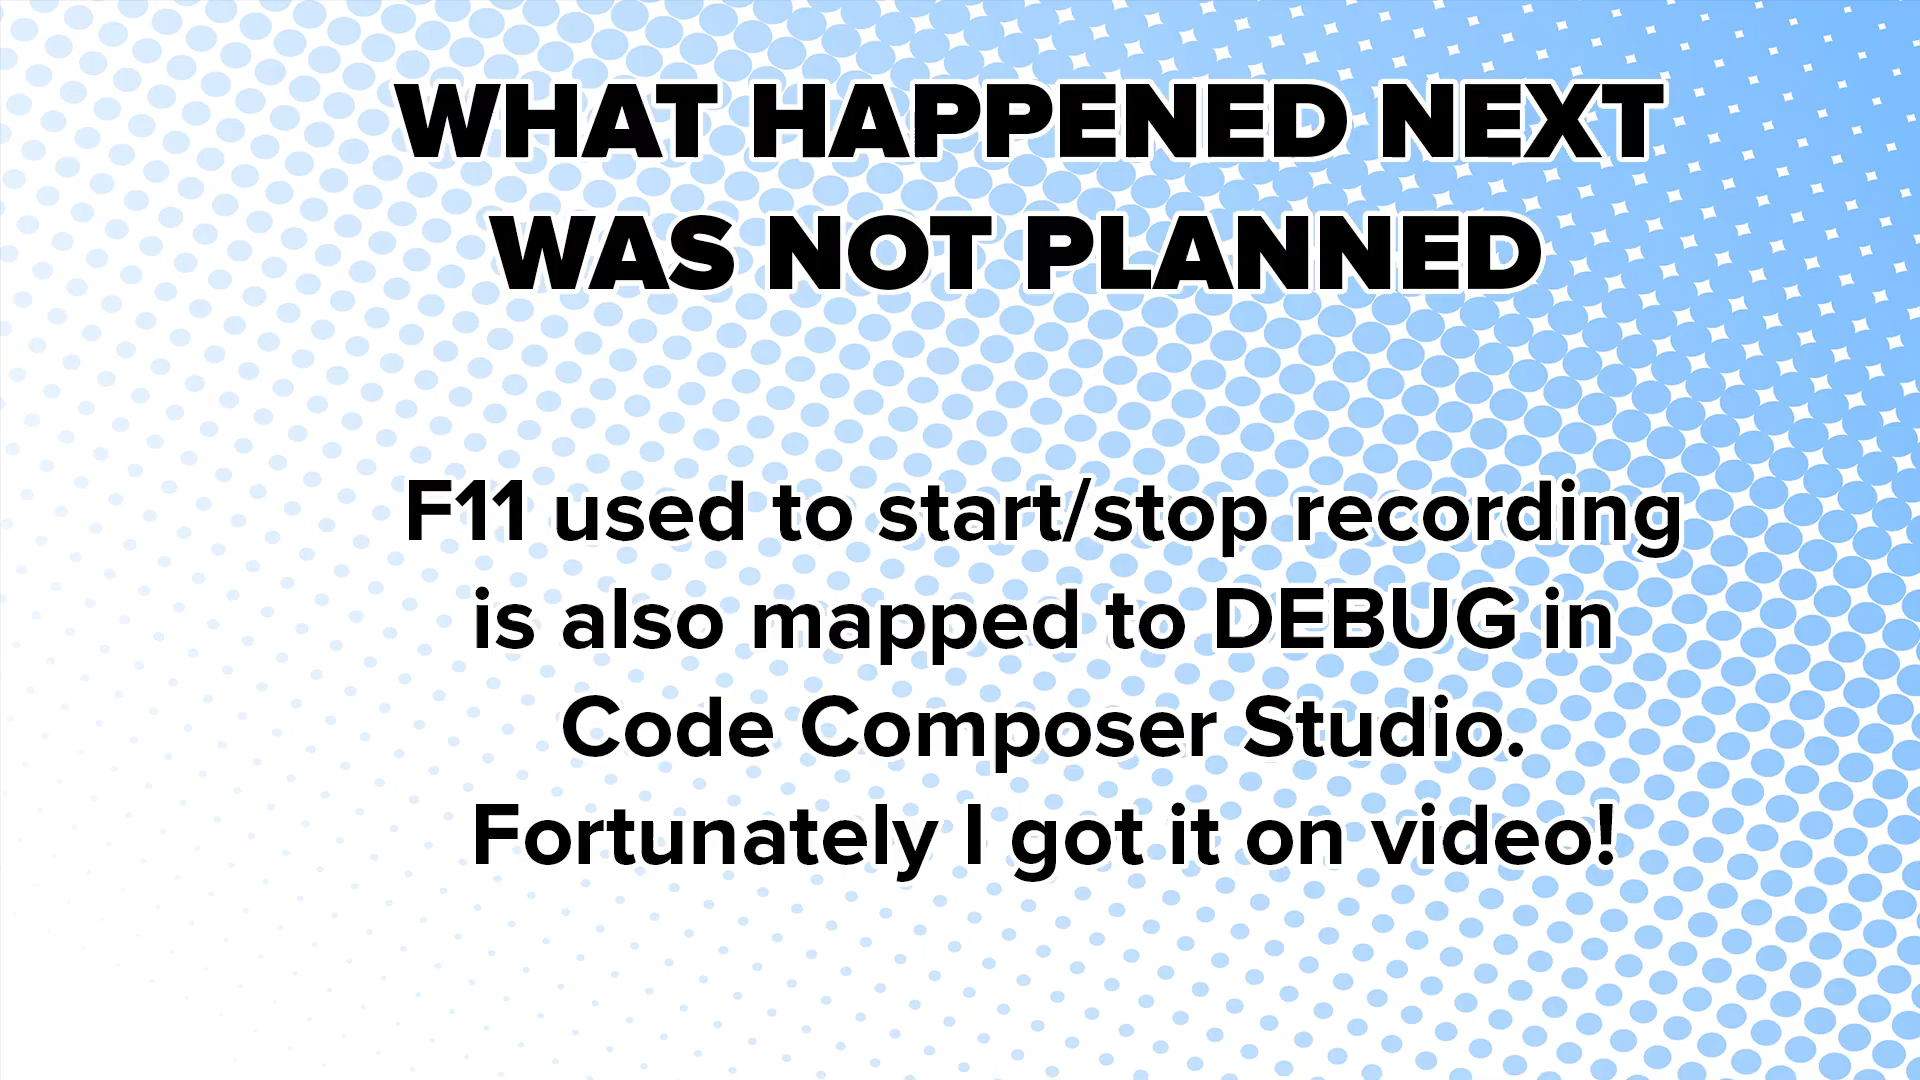 WHAT HAPPENED NEXT
WAS NOT PLANNED
F11 used to start/stop recording
is also mapped to DEBUG in
Code Composer Studio.
Fortunately I got it on video!